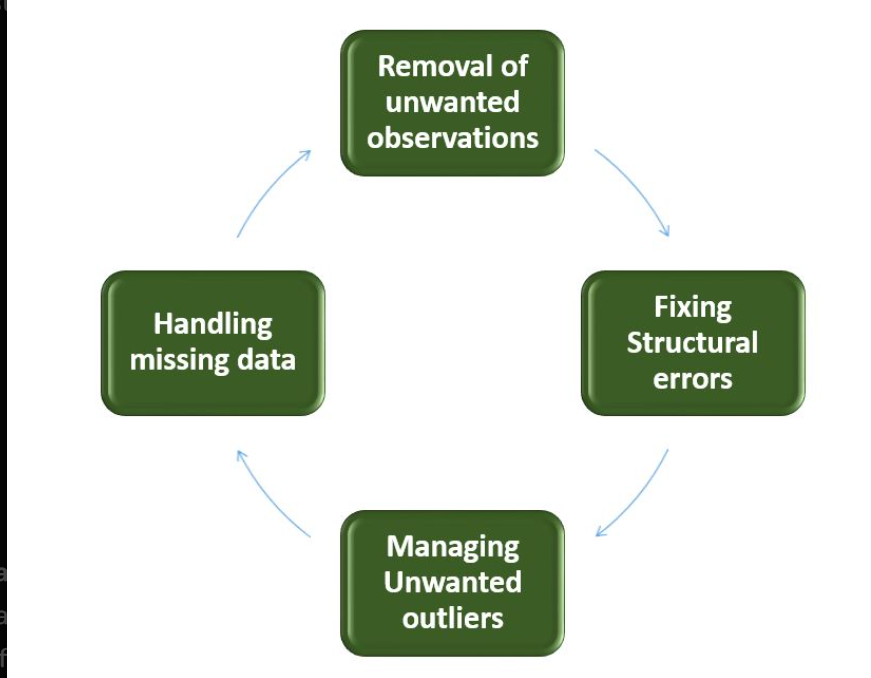 Removal of
unwanted
observations
Fixing
Structural
errors
Managing
Unwanted
outliers
Handling
missing data